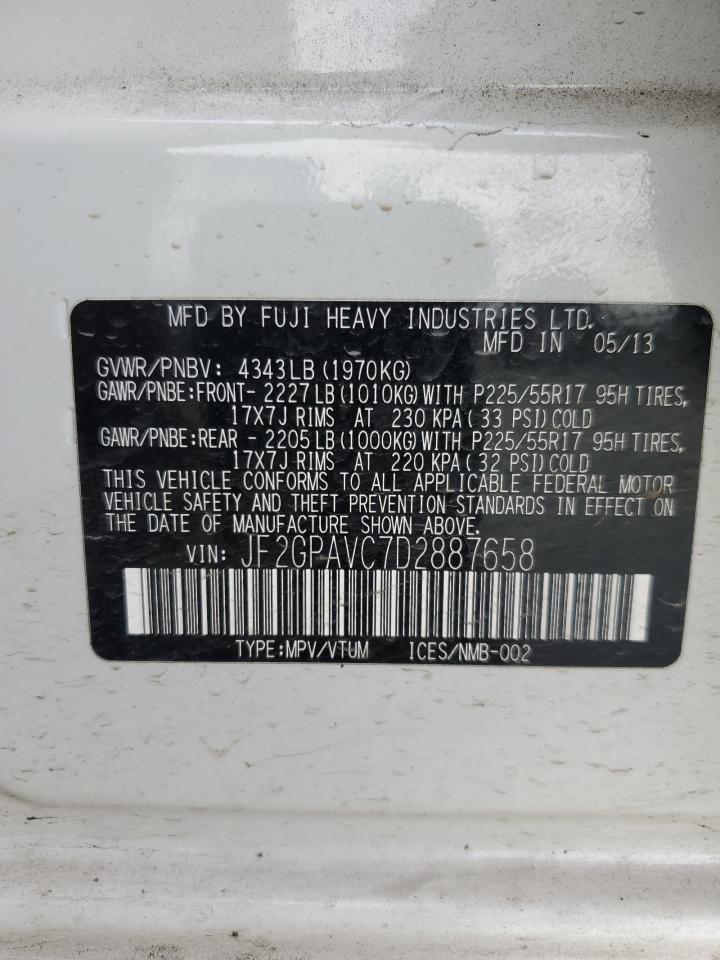 MFD BY FUJI HEAVY INDUSTRIES LTD.
MFD IN 05/13
GVWR/PNBV: 4343LB(1970KG)
GAWR/PNBE:FRONT- 2227LB(1010KG)WITH P225/55R17 95H TIRES,
17X7J RIMS AT 230 KPA(33 PSI)COLD
GAWR/PNBE:REAR - 2205LB(1000KG)WITH P225/55R17 95H TIRES,
17X7J RIMS AT 220 KPA(32 PSI)COLD
THIS VEHICLE CONFORMS TO ALL APPLICABLE FEDERAL MOTOR
VEHICLE SAFETY AND THEFT PREVENTION STANDARDS IN EFFECT ON
THE DATE OF MANUFACTURE SHOWN ABOVE.
VIN: JF2GPAVC7D2887658
TYPE:MPV/VTUM ICES/NMB-002